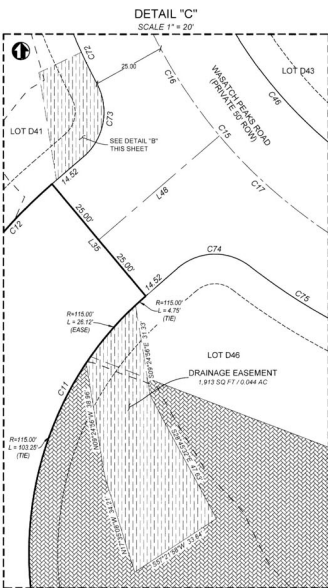 DETAIL "C"
SCALE 1" = 20'
C72
25.00
C16
WASATCH PEAKS ROAD
(PRIVATE 50' ROW)
LOT D43
C46
LOT D41
C73
SEE DETAIL "B"
THIS SHEET
C15
14.52
L48
C17
25.00'
C12
L35
25.00'
C74
14.52
C75
R=115.00'
L = 4.75'
(TIE)
R=115.00'
L = 26.12'
(EASE)
LOT D46
DRAINAGE EASEMENT
1,913 SQ FT / 0.044 AC
C11
R=115.00'
L = 103.25'
(TIE)